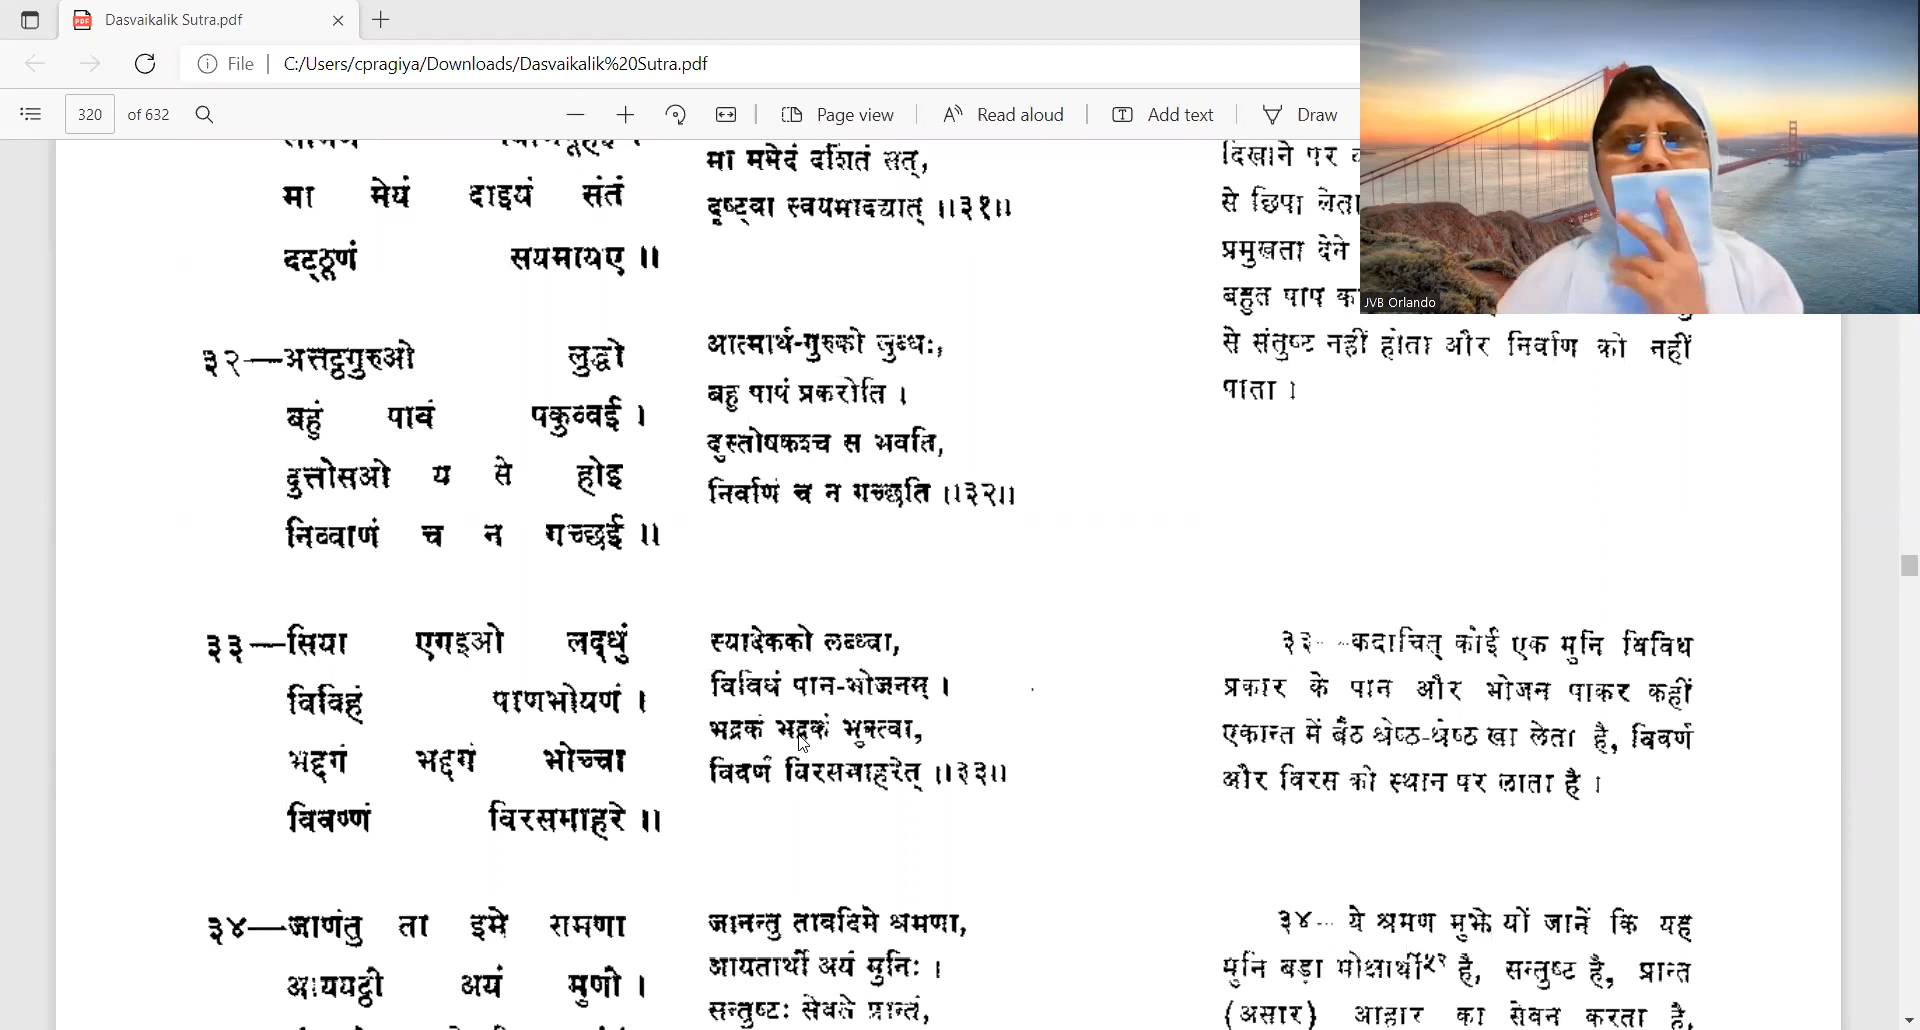 Dasvaikalik Sutra.pdf
File C:/Users/cpragiya/Downloads/Dasvaikalik%20Sutra.pdf
320 of 632 Page view Read aloud Add text Draw
JVB Orlando
मा मेयं दाइयं संतं
दट्ठूणं सयमायए ॥
३२—अत्तट्ठगुरुओ लुद्धो
बहुं पावं पकुव्वई ।
दुत्तोसओ य से होइ
निव्वाणं च न गच्छई ॥
३३—सिया एगइओ लद्धुं
विविहं पाणभोयणं ।
भद्दगं भद्दगं भोच्चा
विवण्णं विरसमाहरे ॥
३४—जाणंतु ता इमे समणा
आययट्ठी अयं मुणी ।
मा ममेदं दर्शितं सत्,
दृष्ट्वा स्वयमादद्यात् ॥३१॥
आत्मार्थ-गुरुको लुब्धः,
बहु पापं प्रकरोति ।
दुस्तोषकश्च स भवति,
निर्वाणं च न गच्छति ॥३२॥
स्यादेकको लब्ध्वा,
विविधं पान-भोजनम् ।
भद्रकं भद्रकं भुक्त्वा,
विवर्णं विरसमाहरेत् ॥३३॥
जानन्तु तावदिमे श्रमणा,
आयतार्थी अयं मुनिः ।
सन्तुष्टः सेवते प्रान्तं,
दिखाने पर
से छिपा लेता
प्रमुखता देने
बहुत पाप
से संतुष्ट नहीं होता और निर्वाण को नहीं
पाता ।
३३—कदाचित् कोई एक मुनि विविध
प्रकार के पान और भोजन पाकर कहीं
एकान्त में बैठ श्रेष्ठ-श्रेष्ठ खा लेता है, विवर्ण
और विरस को स्थान पर लाता है ।
३४—ये श्रमण मुझे यों जानें कि यह
मुनि बड़ा मोक्षार्थी५२ है, सन्तुष्ट है, प्रान्त
(असार) आहार का सेवन करता है,